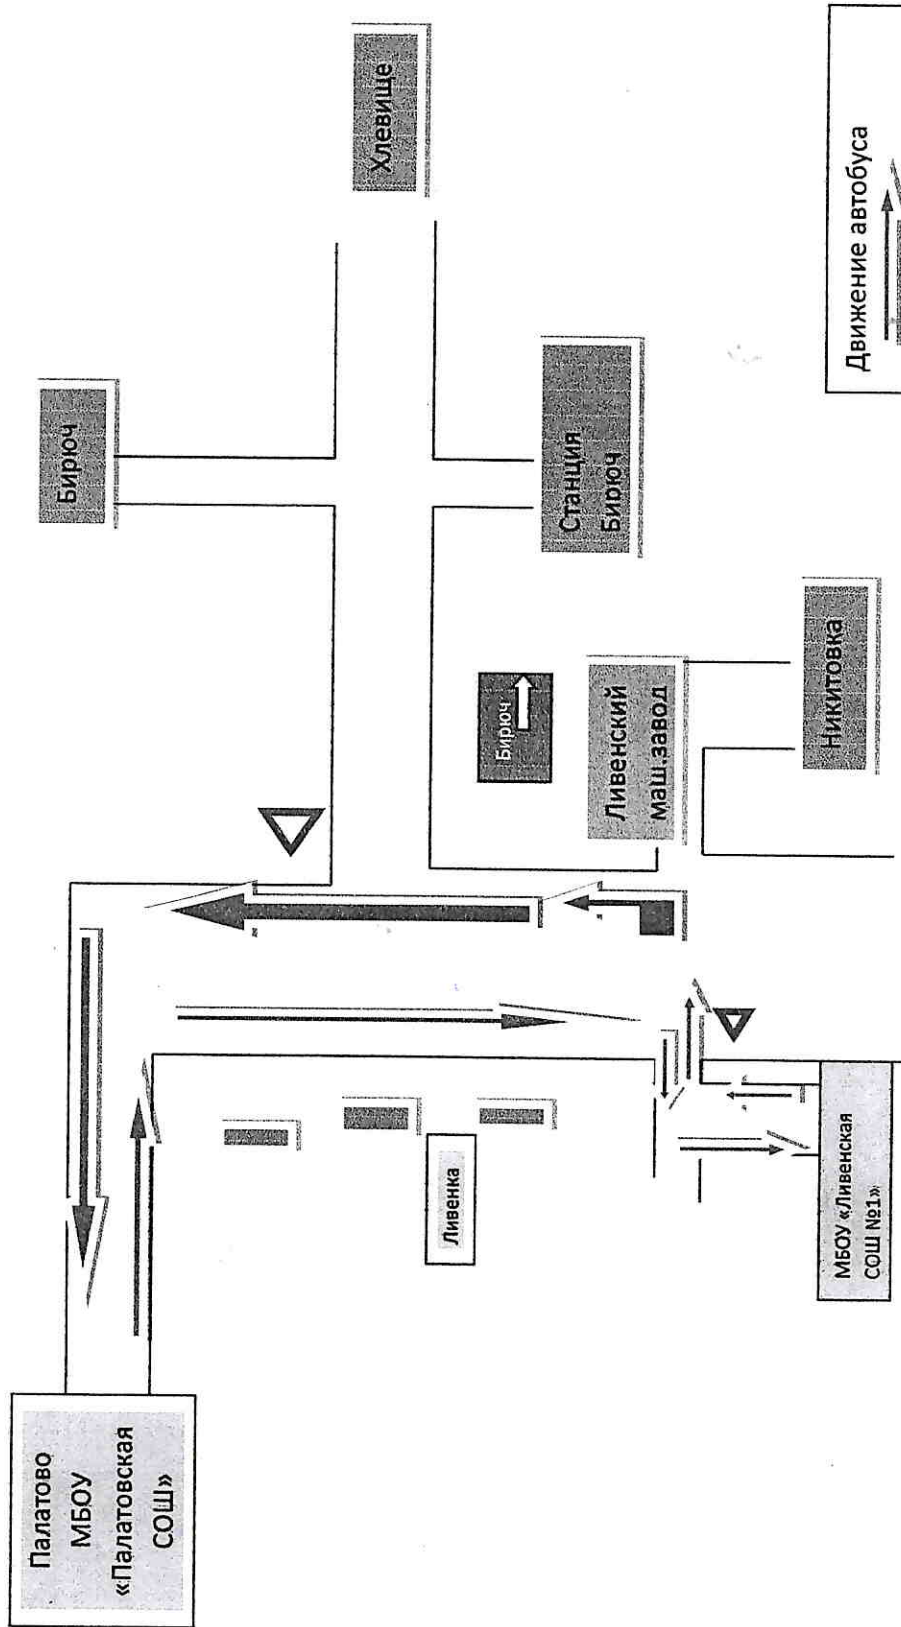 Палатово
МБОУ
«Палатовская
СОШ»
Бирюч
Хлевище
Ливенка
Бирюч
Станция
Бирюч
Ливенский
маш.завод
Никитовка
МБОУ «Ливенская
СОШ №1»
Движение автобуса